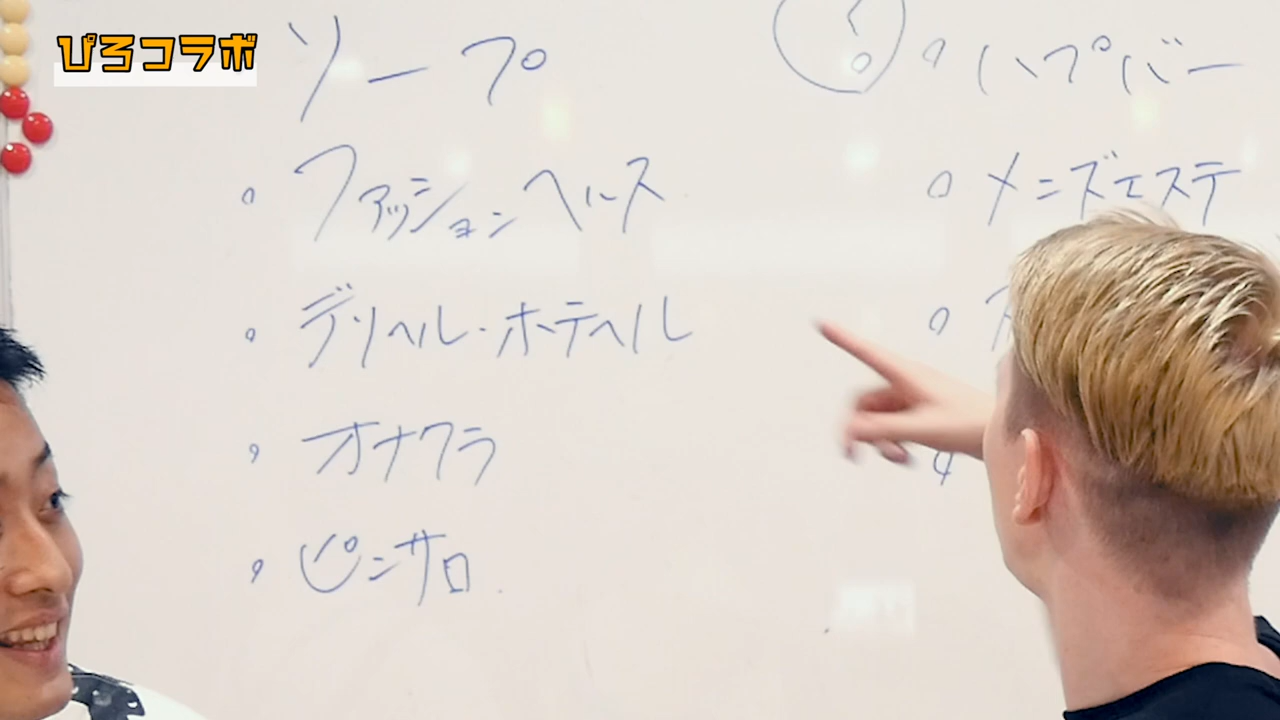 ぴろコラボ
ソープ
ファッションヘルス
デリヘル・ホテヘル
オナクラ
ピンサロ
ハプバー
メンズエステ